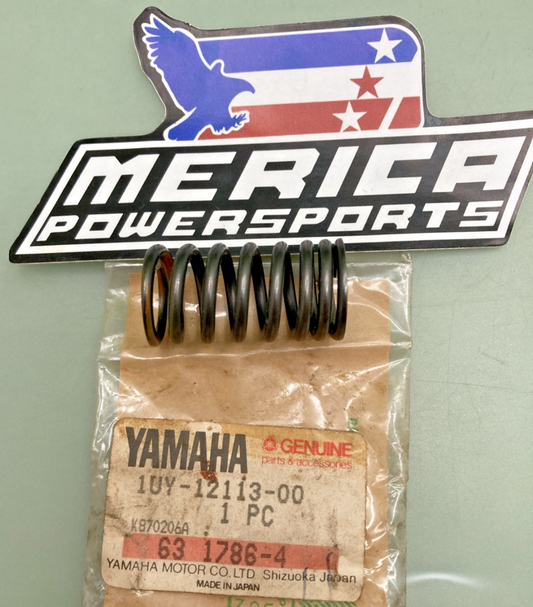 MERICA
POWERSPORTS
YAMAHA GENUINE
parts & accessories
1UY-12113-00
1 PC
K870206A
63 1786-4
YAMAHA MOTOR CO.LTD Shizuoka Japan
MADE IN JAPAN